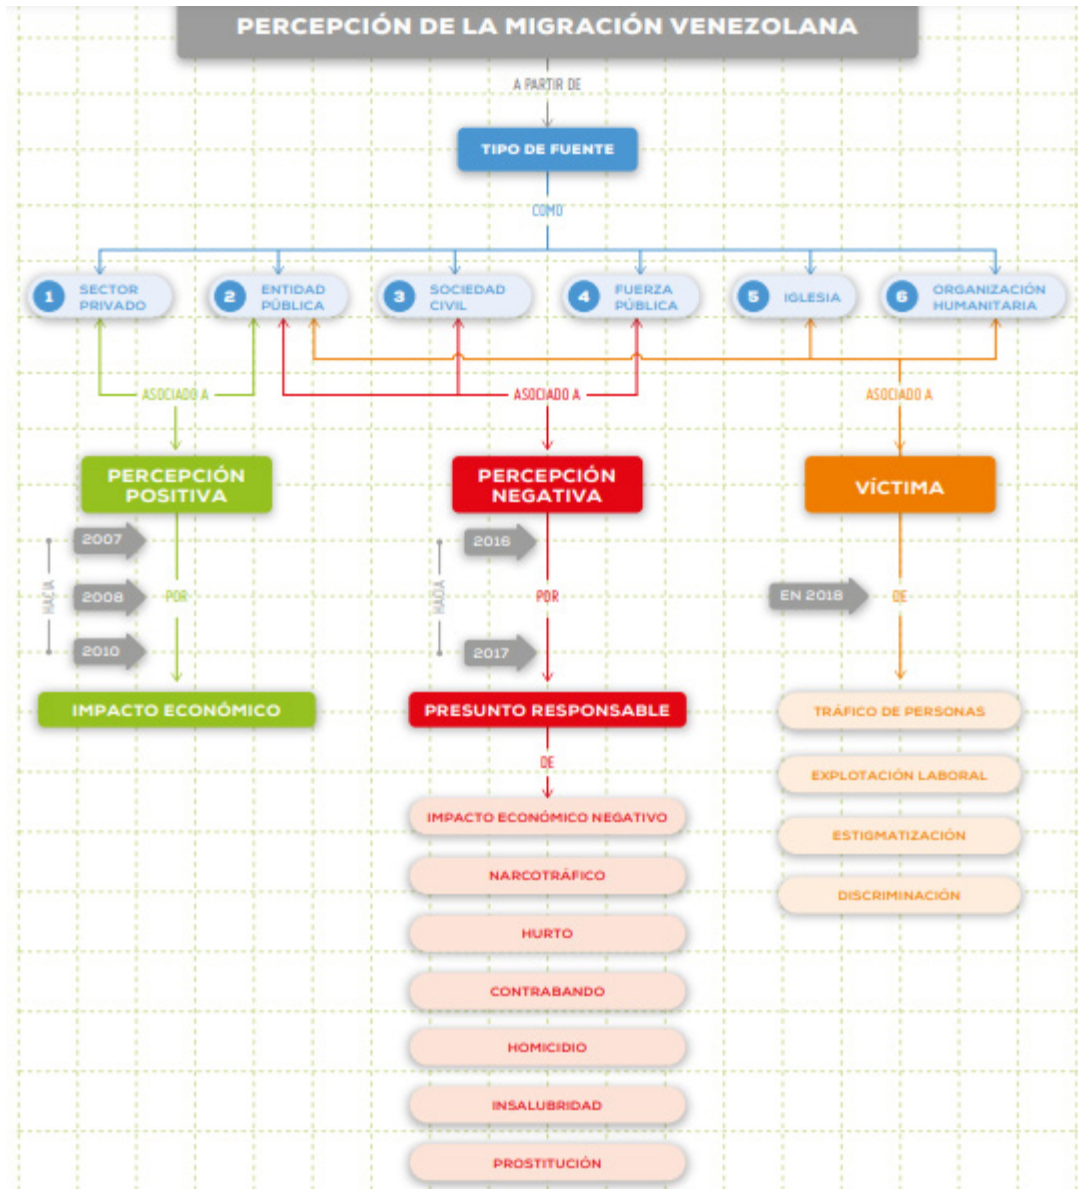 PERCEPCIÓN DE LA MIGRACIÓN VENEZOLANA
A PARTIR DE
TIPO DE FUENTE
COMO
1 SECTOR
PRIVADO
2 ENTIDAD
PÚBLICA
3 SOCIEDAD
CIVIL
4 FUERZA
PÚBLICA
5 IGLESIA
6 ORGANIZACIÓN
HUMANITARIA
ASOCIADO A
ASOCIADO A
ASOCIADO A
PERCEPCIÓN
POSITIVA
2007
HACIA
2008
POR
2010
IMPACTO ECONÓMICO
PERCEPCIÓN
NEGATIVA
2016
HACIA
POR
2017
PRESUNTO RESPONSABLE
DE
IMPACTO ECONÓMICO NEGATIVO
NARCOTRÁFICO
HURTO
CONTRABANDO
HOMICIDIO
INSALUBRIDAD
PROSTITUCIÓN
VÍCTIMA
EN 2018
DE
TRÁFICO DE PERSONAS
EXPLOTACIÓN LABORAL
ESTIGMATIZACIÓN
DISCRIMINACIÓN